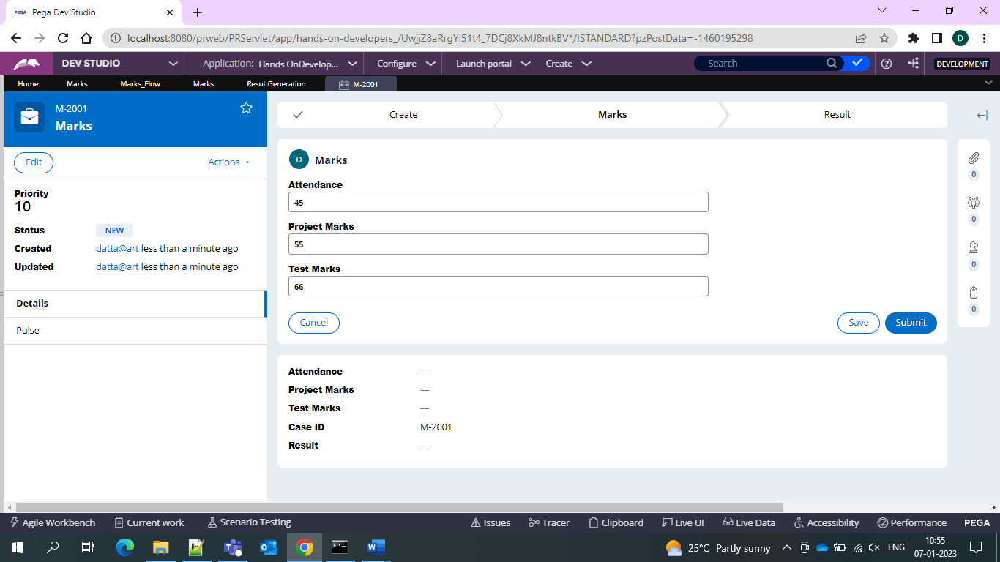 PEGA Pega Dev Studio
localhost:8080/prweb/PRServlet/app/hands-on-developers_/UwjjZ8aRrgYi51t4_7DCj8XkMJ8ntkBV*/!STANDARD?pzPostData=-1460195298
D
DEV STUDIO Application: Hands OnDevelop... Configure Launch portal Create Search DEVELOPMENT
Home Marks Marks_Flow Marks ResultGeneration M-2001
M-2001
Marks
Edit Actions
Priority
10
Status NEW
Created datta@art less than a minute ago
Updated datta@art less than a minute ago
Details
Pulse
Create Marks Result
D Marks
Attendance
45
Project Marks
55
Test Marks
66
Cancel Save Submit
Attendance --
Project Marks --
Test Marks --
Case ID M-2001
Result --
0
0
0
0
Agile Workbench Current work Scenario Testing Issues Tracer Clipboard Live UI Live Data Accessibility Performance PEGA
25°C Partly sunny ENG 10:55
07-01-2023